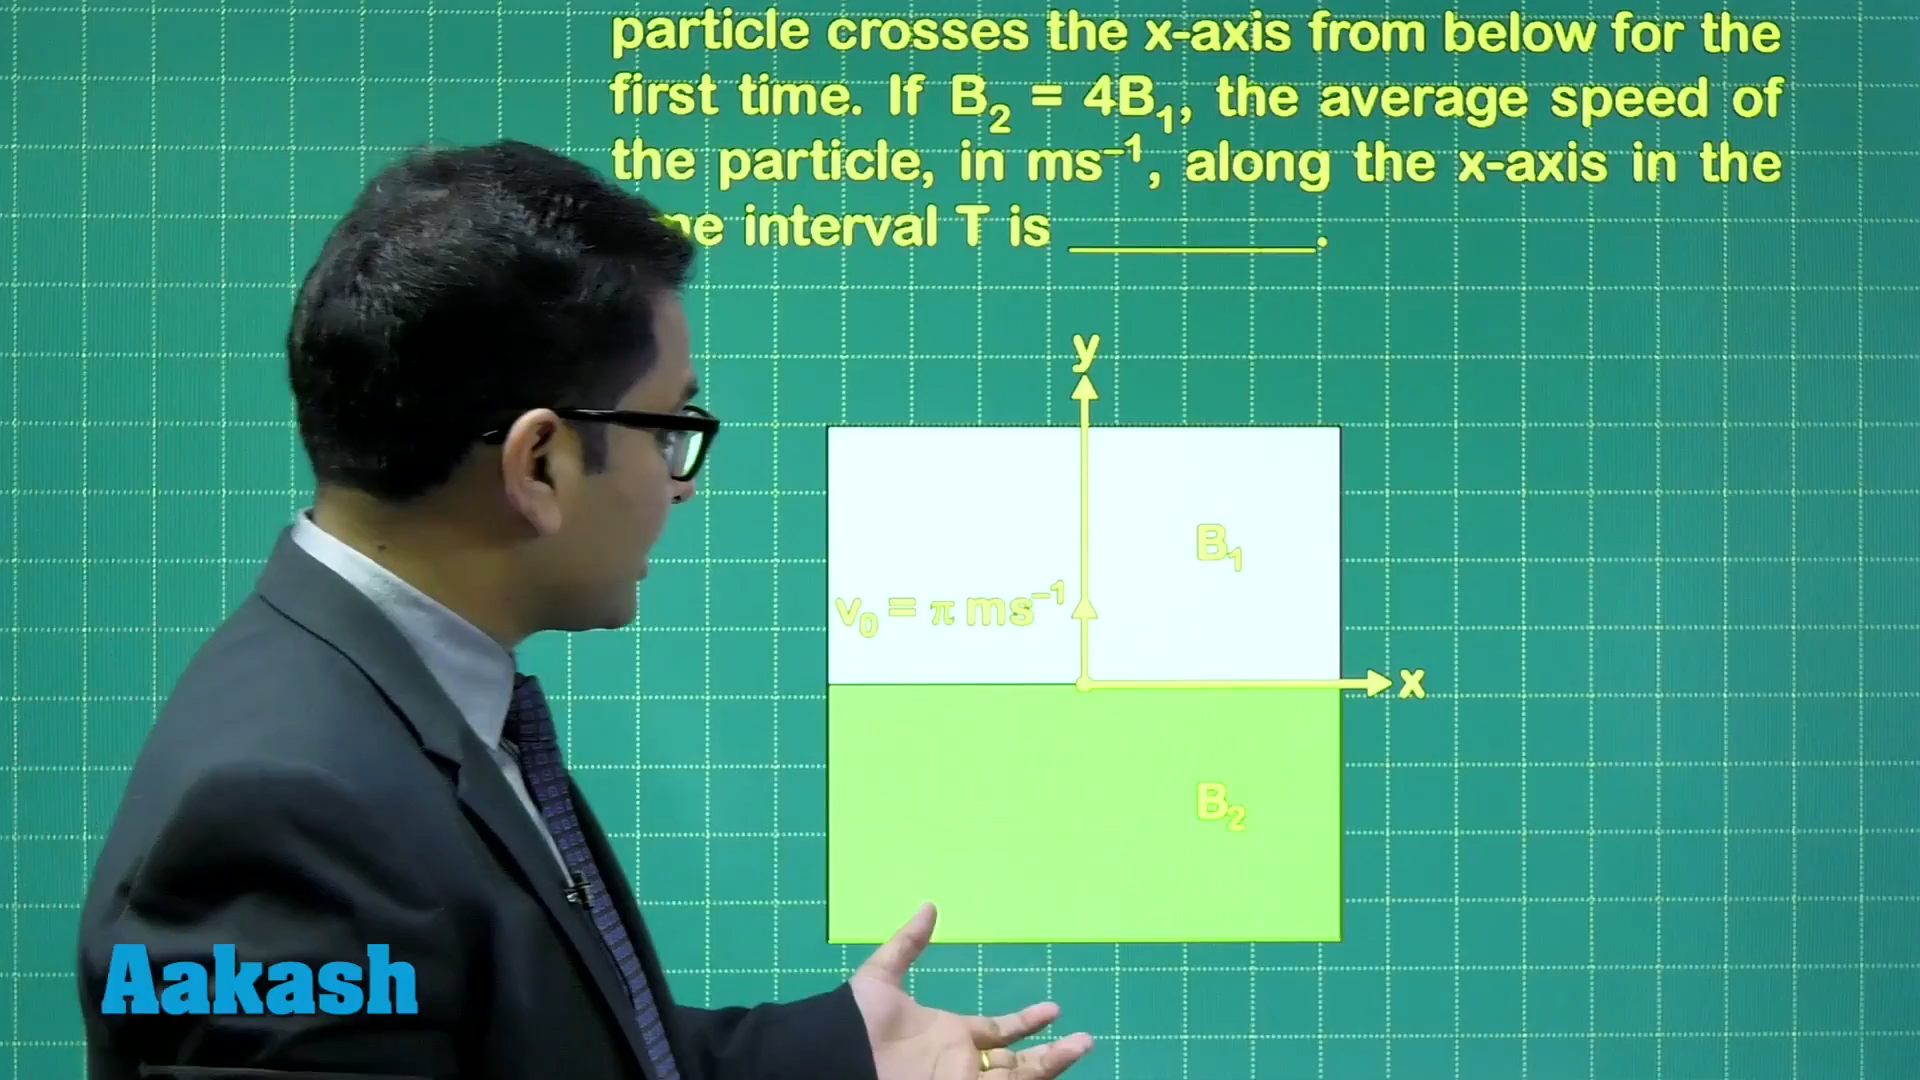 particle crosses the x-axis from below for the
first time. If B₂ = 4B₁, the average speed of
the particle, in ms⁻¹, along the x-axis in the
interval T is ____________.
y
B₁
v₀ = π ms⁻¹
x
B₂
Aakash